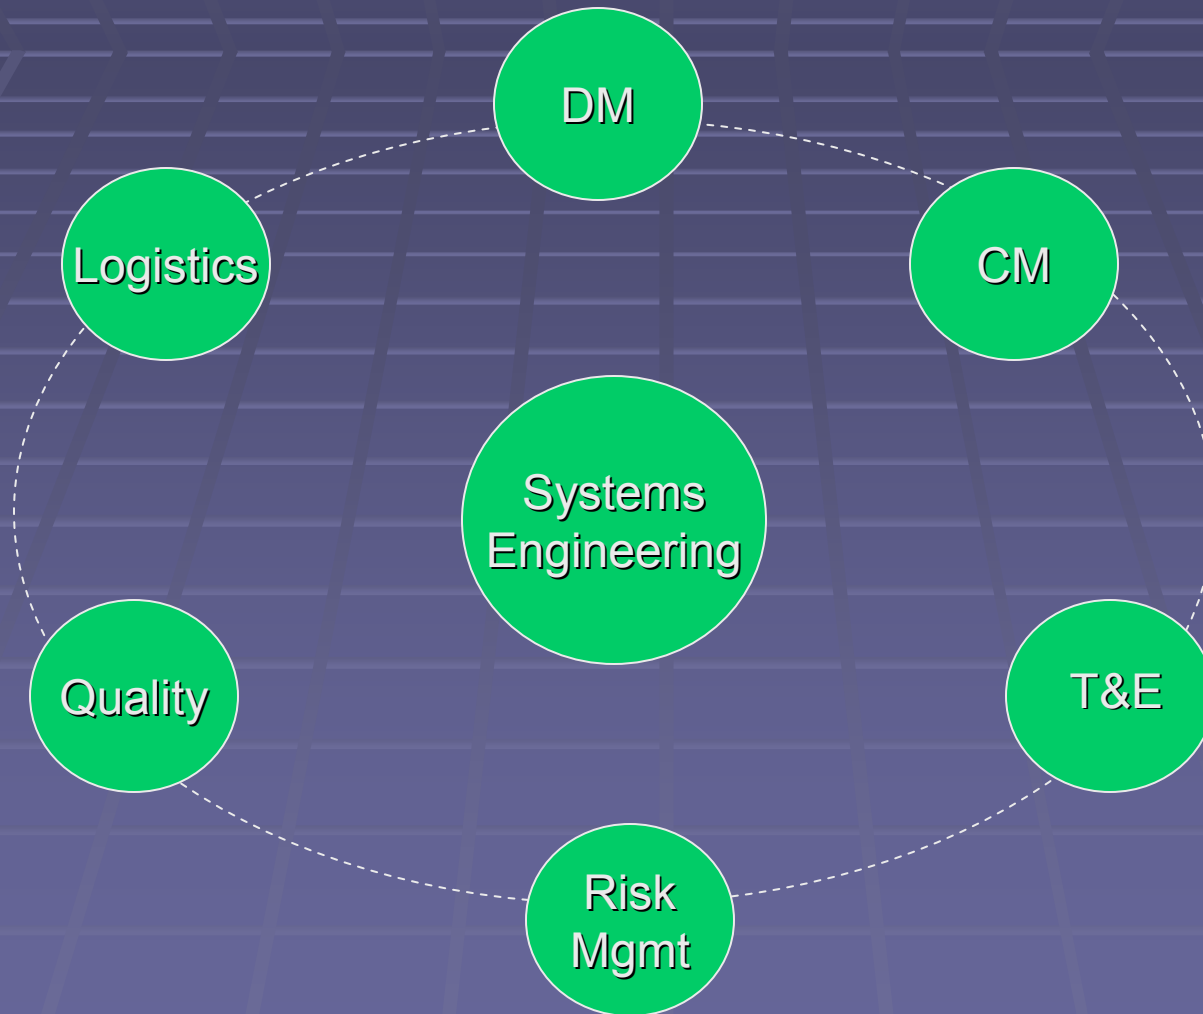 DM
Logistics
CM
Systems
Engineering
Quality
T&E
Risk
Mgmt